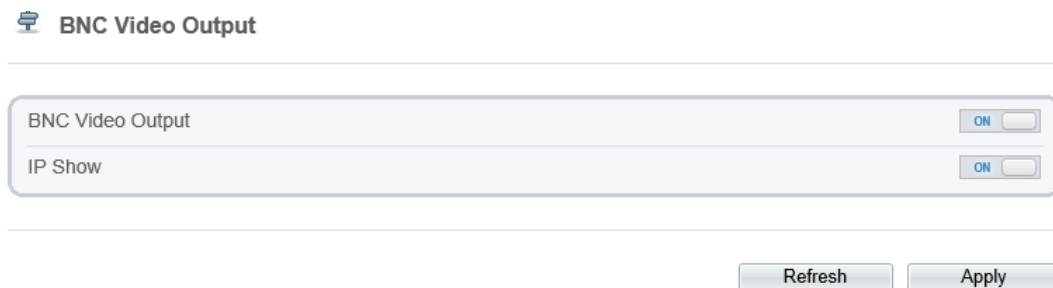 BNC Video Output
BNC Video Output ON
IP Show ON
Refresh Apply